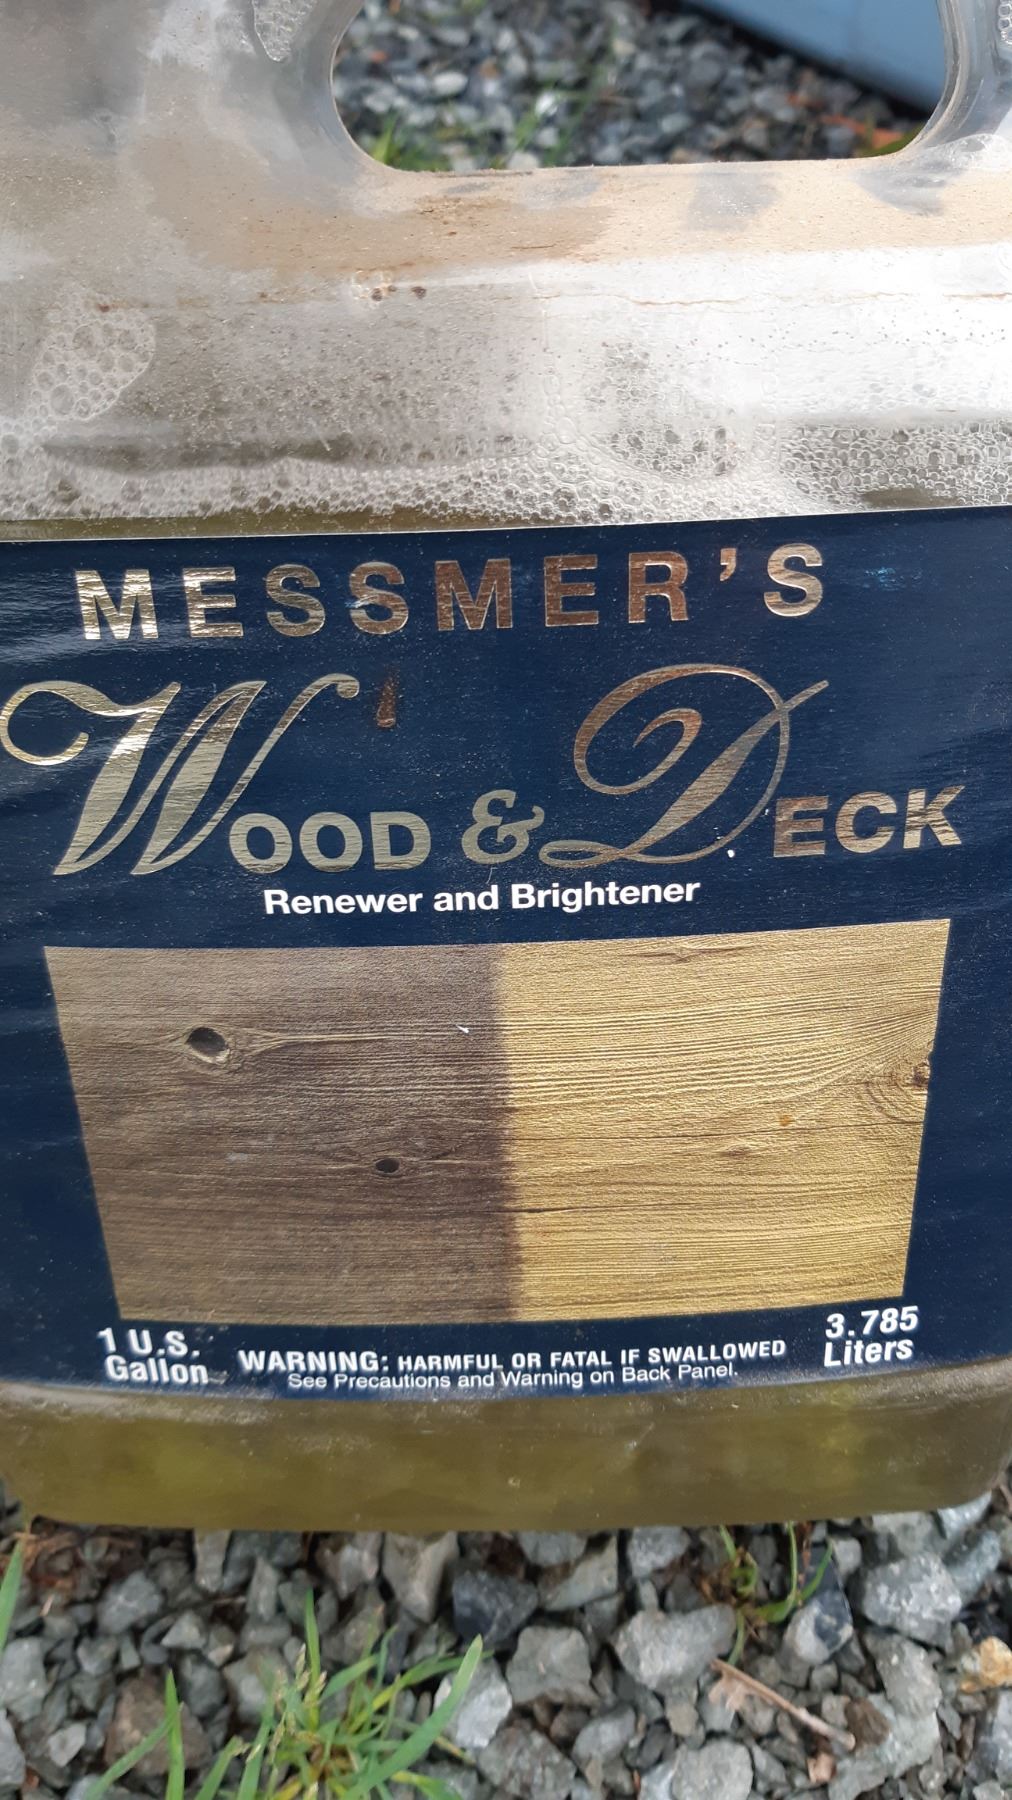 MESSMER'S
WOOD & DECK
Renewer and Brightener
1 U.S.
Gallon
WARNING: HARMFUL OR FATAL IF SWALLOWED
See Precautions and Warning on Back Panel.
3.785
Liters